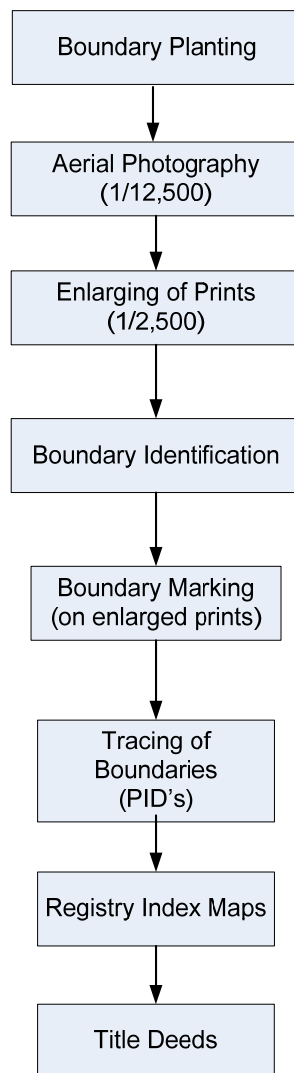 Boundary Planting
Aerial Photography
(1/12,500)
Enlarging of Prints
(1/2,500)
Boundary Identification
Boundary Marking
(on enlarged prints)
Tracing of
Boundaries
(PID's)
Registry Index Maps
Title Deeds